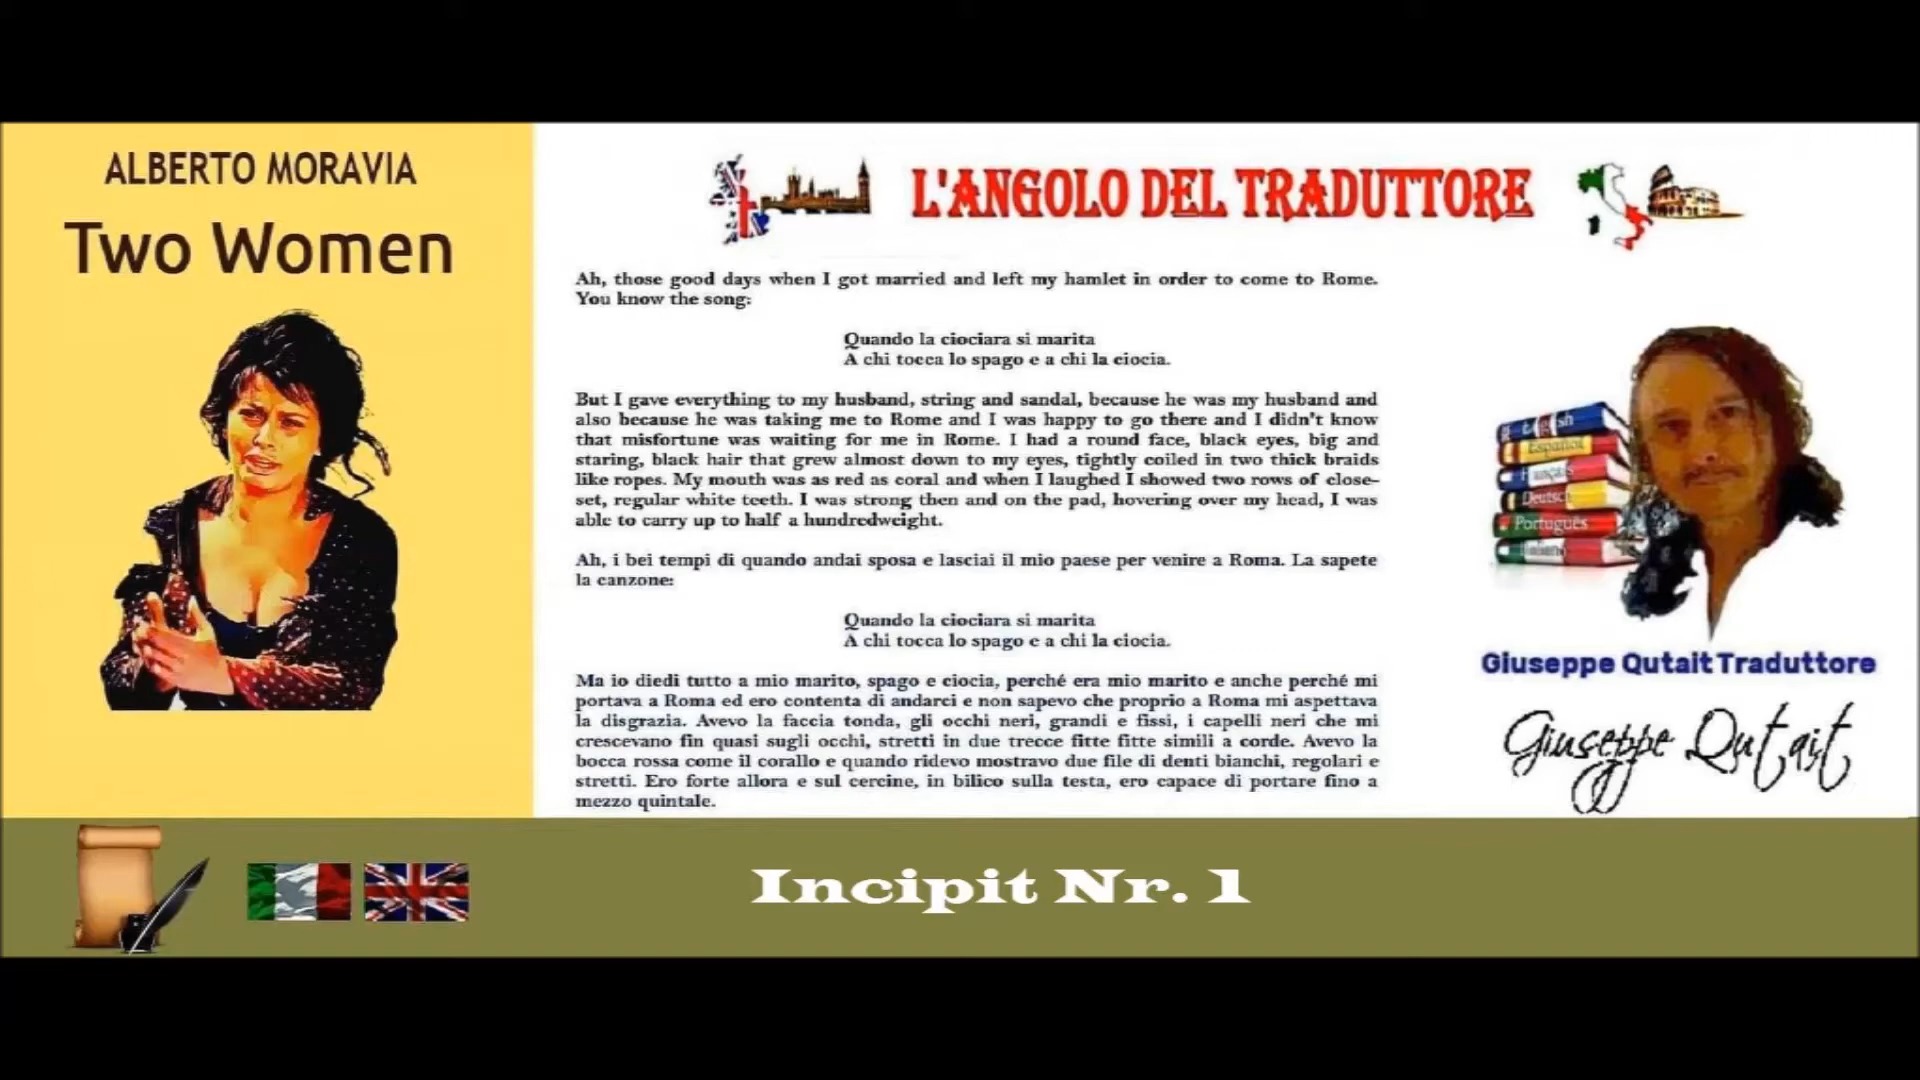 ALBERTO MORAVIA
Two Women
L'ANGOLO DEL TRADUTTORE
Ah, those good days when I got married and left my hamlet in order to come to Rome.
You know the song:
Quando la ciociara si marita
A chi tocca lo spago e a chi la ciocia.
But I gave everything to my husband, string and sandal, because he was my husband and
also because he was taking me to Rome and I was happy to go there and I didn't know
that misfortune was waiting for me in Rome. I had a round face, black eyes, big and
staring, black hair that grew almost down to my eyes, tightly coiled in two thick braids
like ropes. My mouth was as red as coral and when I laughed I showed two rows of close-
set, regular white teeth. I was strong then and on the pad, hovering over my head, I was
able to carry up to half a hundredweight.
Ah, i bei tempi di quando andai sposa e lasciai il mio paese per venire a Roma. La sapete
la canzone:
Quando la ciociara si marita
A chi tocca lo spago e a chi la ciocia.
Ma io diedi tutto a mio marito, spago e ciocia, perché era mio marito e anche perché mi
portava a Roma ed ero contenta di andarci e non sapevo che proprio a Roma mi aspettava
la disgrazia. Avevo la faccia tonda, gli occhi neri, grandi e fissi, i capelli neri che mi
crescevano fin quasi sugli occhi, stretti in due trecce fitte fitte simili a corde. Avevo la
bocca rossa come il corallo e quando ridevo mostravo due file di denti bianchi, regolari e
stretti. Ero forte allora e sul cercine, in bilico sulla testa, ero capace di portare fino a
mezzo quintale.
English
Español
Français
Deutsch
Português
Italiano
Giuseppe Qutait Traduttore
Giuseppe Qutait
Incipit Nr. 1